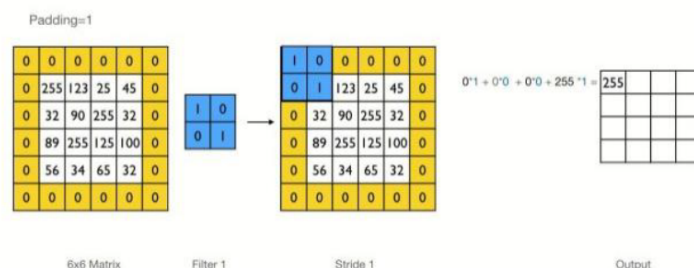 Padding=1
0 0 0 0 0 0
0 255 123 25 45 0
0 32 90 255 32 0
0 89 255 125 100 0
0 56 34 65 32 0
0 0 0 0 0 0
1 0
0 1
1 0 0 0 0 0
0 1 123 25 45 0
0 32 90 255 32 0
0 89 255 125 100 0
0 56 34 65 32 0
0 0 0 0 0 0
0*1 + 0*0 + 0*0 + 255 *1 = 255
6x6 Matrix
Filter 1
Stride 1
Output